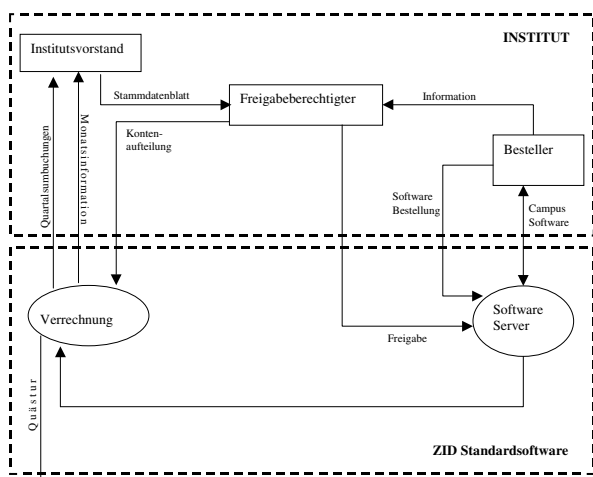 INSTITUT
Institutsvorstand
Stammdatenblatt
Freigabeberechtigter
Information
Konten-
aufteilung
Besteller
Quartalsumbuchungen
Monatsinformation
Software
Bestellung
Campus
Software
Verrechnung
Software
Server
Freigabe
Quästur
ZID Standardsoftware